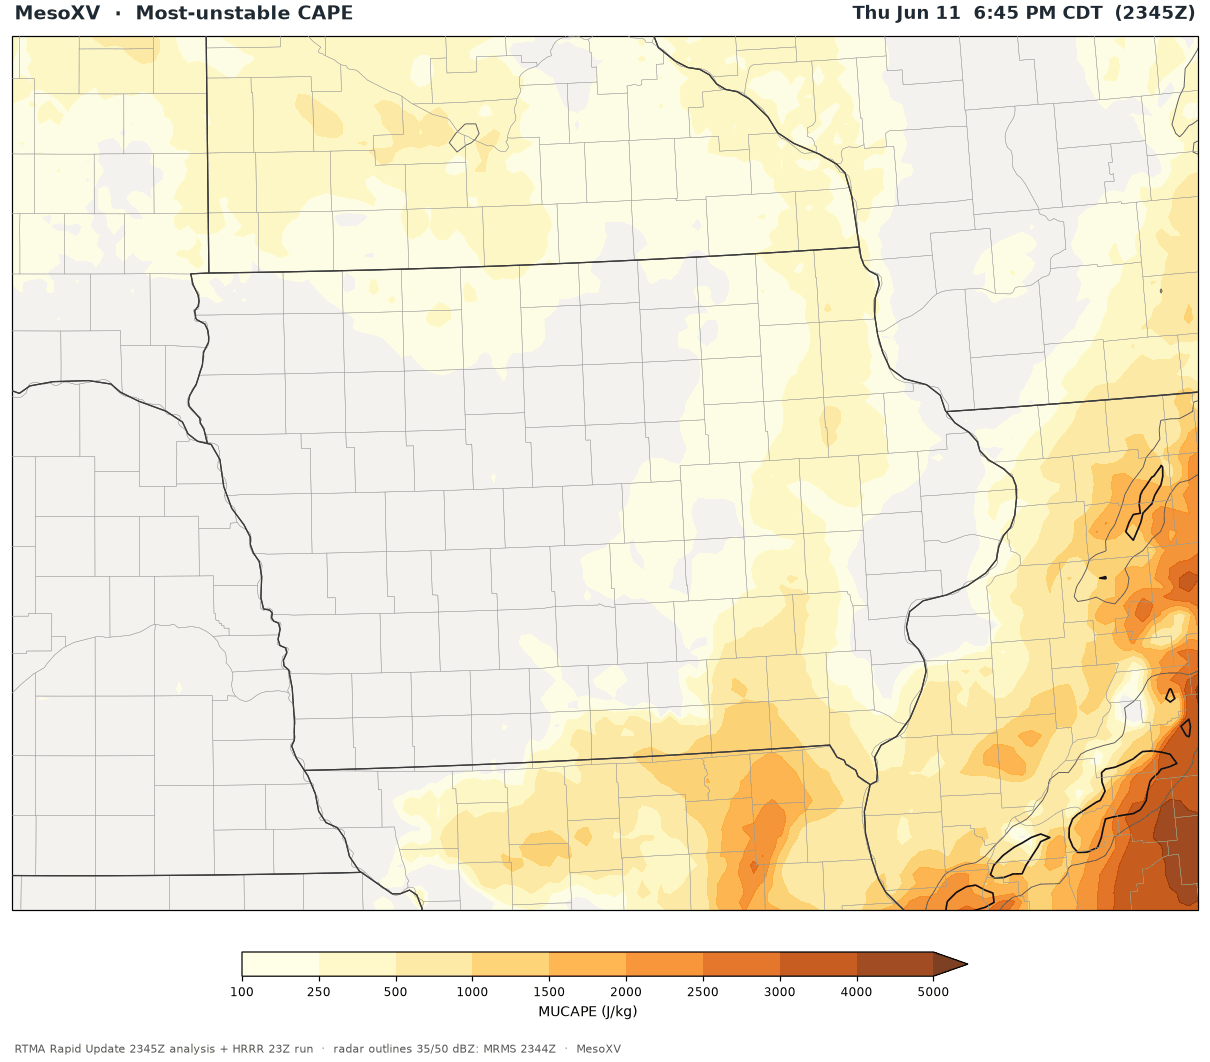 MesoXV · Most-unstable CAPE
Thu Jun 11 6:45 PM CDT (2345Z)
100 250 500 1000 1500 2000 2500 3000 4000 5000
MUCAPE (J/kg)
RTMA Rapid Update 2345Z analysis + HRRR 23Z run · radar outlines 35/50 dBZ: MRMS 2344Z · MesoXV